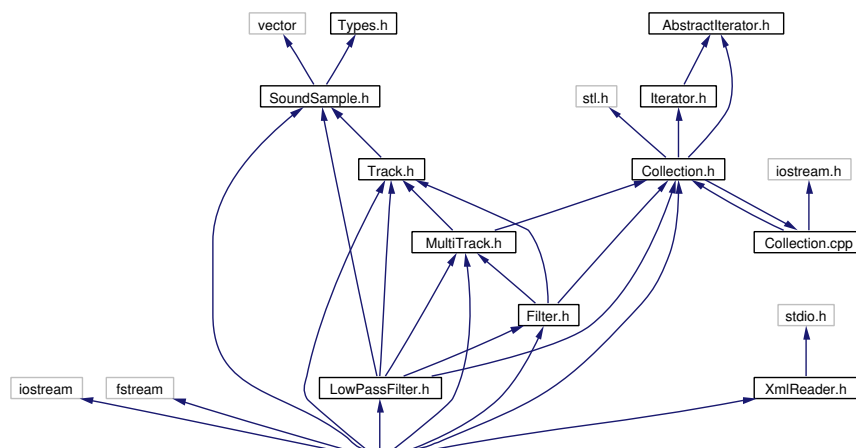 vector
Types.h
AbstractIterator.h
SoundSample.h
stl.h
Iterator.h
Track.h
Collection.h
iostream.h
MultiTrack.h
Collection.cpp
Filter.h
stdio.h
iostream
fstream
LowPassFilter.h
XmlReader.h